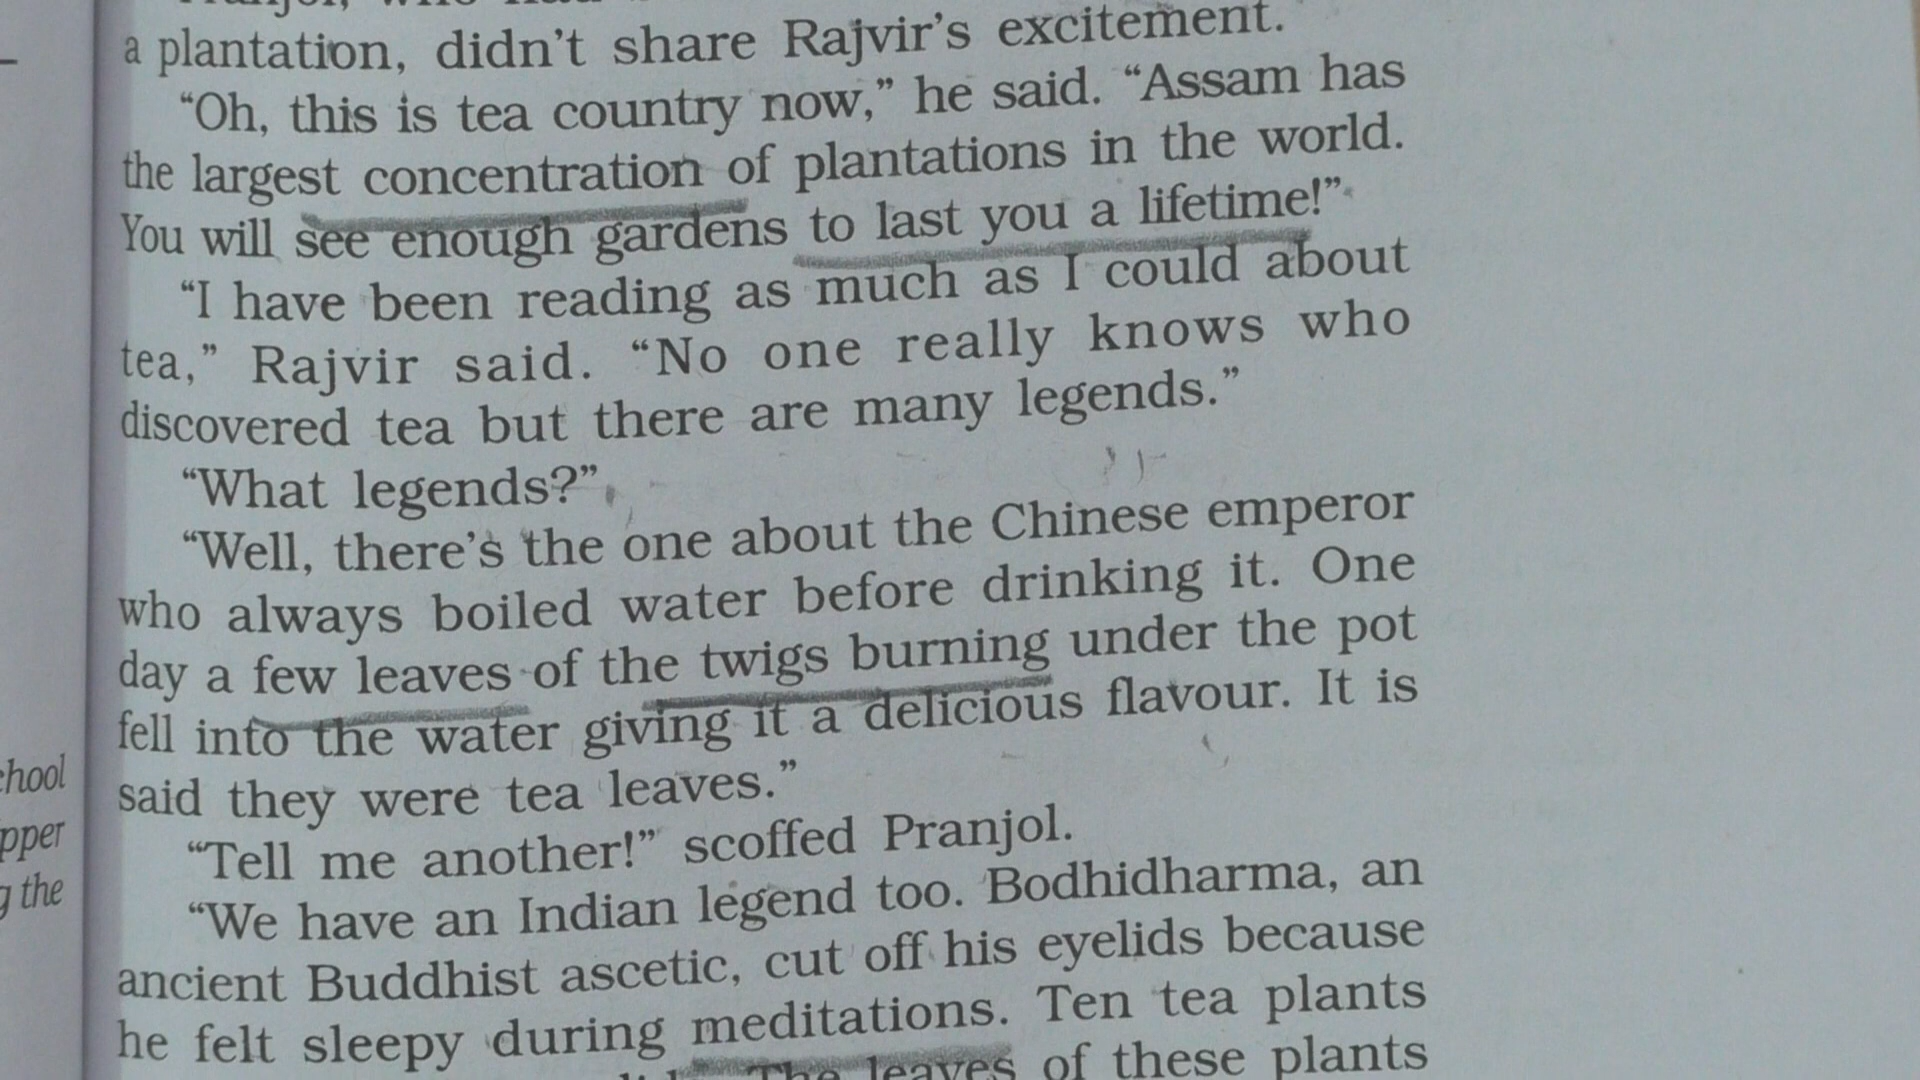 a plantation, didn't share Rajvir's excitement.
"Oh, this is tea country now," he said. "Assam has
the largest concentration of plantations in the world.
You will see enough gardens to last you a lifetime!"
"I have been reading as much as I could about
tea," Rajvir said. "No one really knows who
discovered tea but there are many legends."
"What legends?"
"Well, there's the one about the Chinese emperor
who always boiled water before drinking it. One
day a few leaves of the twigs burning under the pot
fell into the water giving it a delicious flavour. It is
said they were tea leaves."
"Tell me another!" scoffed Pranjol.
"We have an Indian legend too. Bodhidharma, an
ancient Buddhist ascetic, cut off his eyelids because
he felt sleepy during meditations. Ten tea plants
The leaves of these plants
the